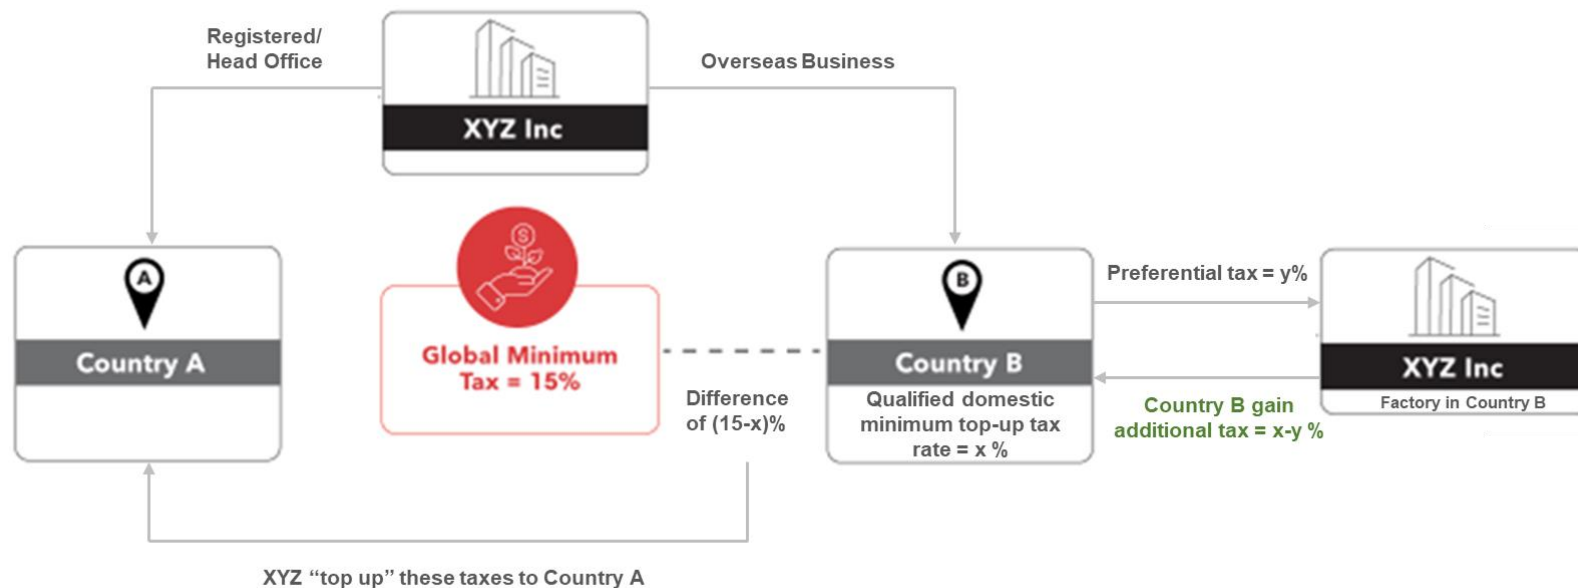 Registered/
Head Office
XYZ Inc
Overseas Business
A
Country A
$
Global Minimum
Tax = 15%
Difference
of (15-x)%
B
Country B
Qualified domestic
minimum top-up tax
rate = x %
Preferential tax = y%
XYZ Inc
Factory in Country B
Country B gain
additional tax = x-y %
XYZ “top up” these taxes to Country A